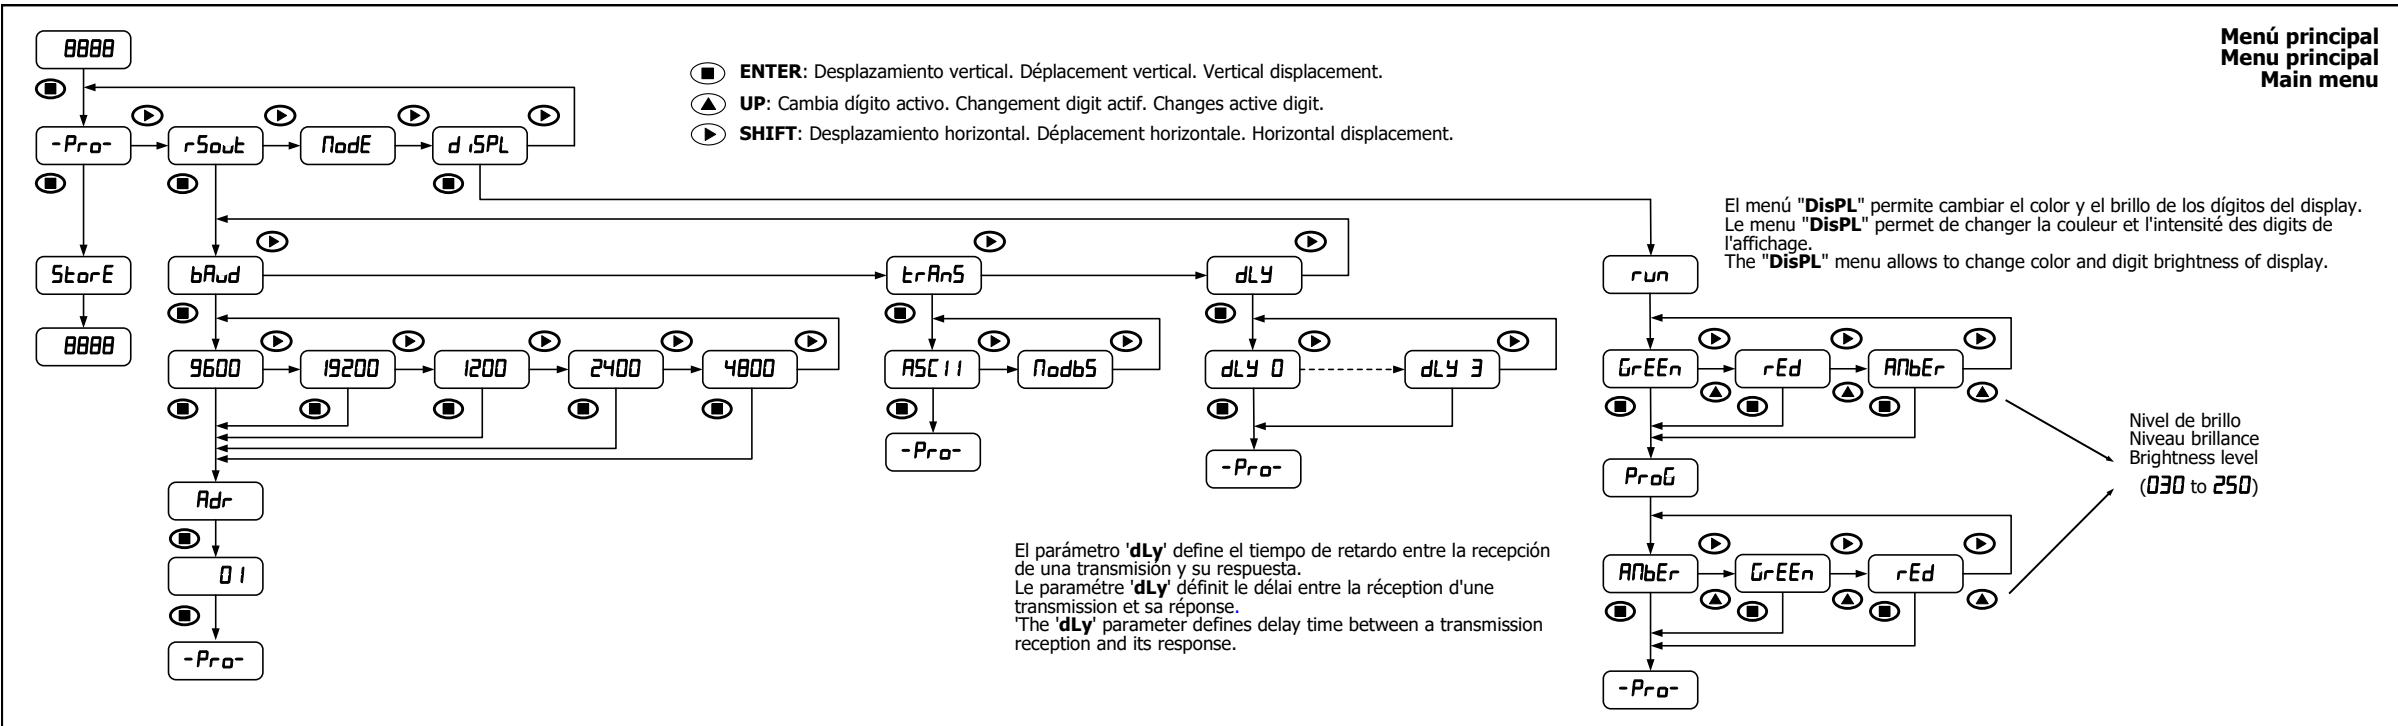 Menú principal
Menu principal
Main menu
8888
ENTER: Desplazamiento vertical. Déplacement vertical. Vertical displacement.
UP: Cambia dígito activo. Changement digit actif. Changes active digit.
SHIFT: Desplazamiento horizontal. Déplacement horizontale. Horizontal displacement.
-Pro- rSout ModE diSPL
El menú "DisPL" permite cambiar el color y el brillo de los dígitos del display.
Le menu "DisPL" permet de changer la couleur et l'intensité des digits de
l'affichage.
The "DisPL" menu allows to change color and digit brightness of display.
StorE bAud trAnS dLY run
8888
9600 19200 1200 2400 4800 ASCII ModbS dLY 0 dLY 3 GrEEn rEd AMbEr
-Pro- -Pro-
Nivel de brillo
Niveau brillance
Brightness level
(030 to 250)
Adr ProG
El parámetro 'dLy' define el tiempo de retardo entre la recepción
de una transmisión y su respuesta.
Le paramétre 'dLy' définit le délai entre la réception d'une
transmission et sa réponse.
'The 'dLy' parameter defines delay time between a transmission
reception and its response.
01 AMbEr GrEEn rEd
-Pro- -Pro-